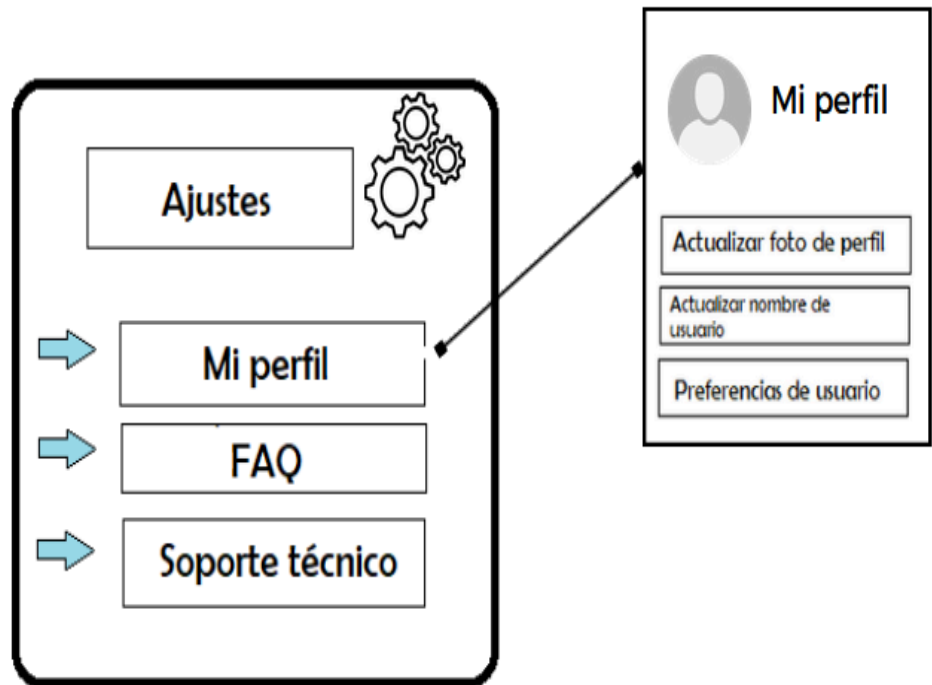 Ajustes
Mi perfil
FAQ
Soporte técnico
Mi perfil
Actualizar foto de perfil
Actualizar nombre de
usuario
Preferencias de usuario